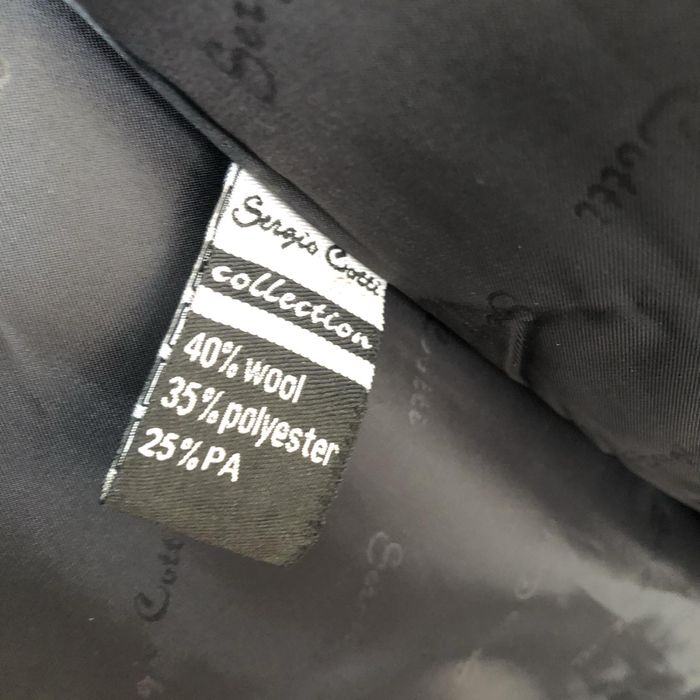 Sergio Cotti
collection
40% wool
35% polyester
25% PA